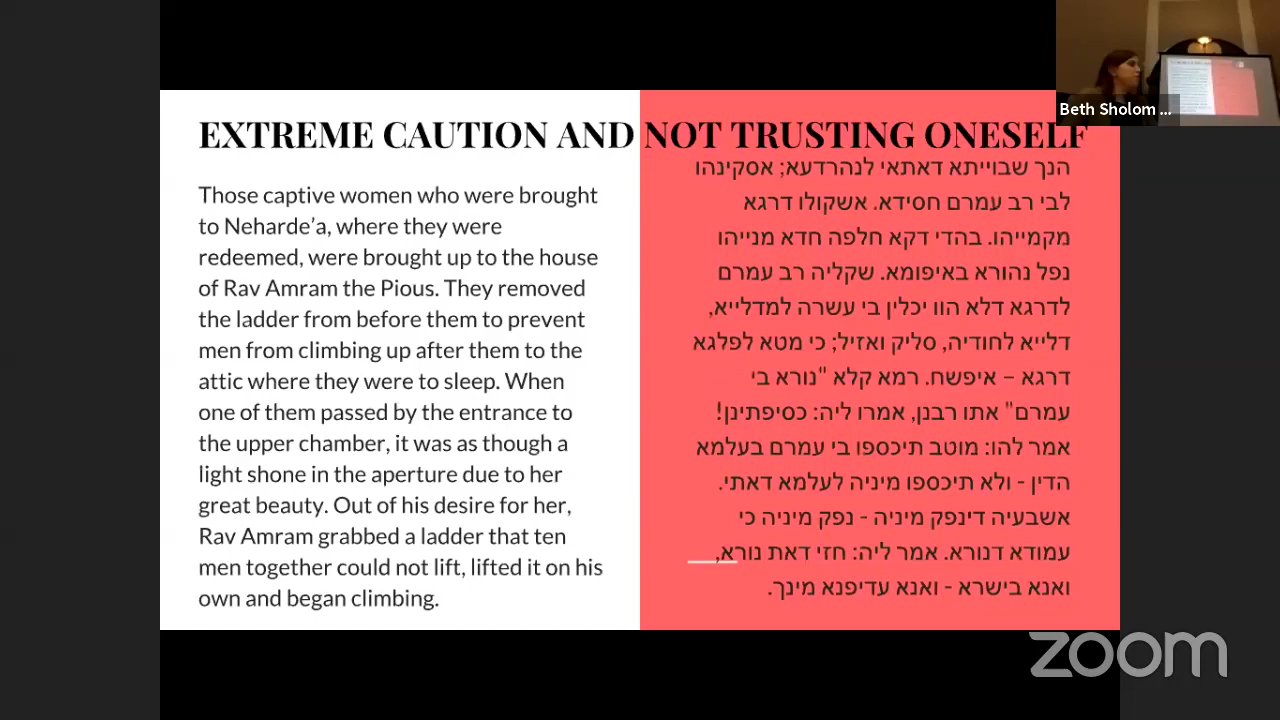 EXTREME CAUTION AND NOT TRUSTING ONESELF
Those captive women who were brought
to Neharde’a, where they were
redeemed, were brought up to the house
of Rav Amram the Pious. They removed
the ladder from before them to prevent
men from climbing up after them to the
attic where they were to sleep. When
one of them passed by the entrance to
the upper chamber, it was as though a
light shone in the aperture due to her
great beauty. Out of his desire for her,
Rav Amram grabbed a ladder that ten
men together could not lift, lifted it on his
own and began climbing.
הנך שבוייתא דאתאי לנהרדעא; אסקינהו
לבי רב עמרם חסידא. אשקולו דרגא
מקמייהו. בהדי דקא חלפה חדא מנייהו
נפל נהורא באיפומא. שקליה רב עמרם
לדרגא דלא הוו יכלין בי עשרה למדלייא,
דלייא לחודיה, סליק ואזיל; כי מטא לפלגא
דרגא – איפשח. רמא קלא "נורא בי
עמרם" אתו רבנן, אמרו ליה: כסיפתינן!
אמר להו: מוטב תיכספו בי עמרם בעלמא
הדין - ולא תיכספו מיניה לעלמא דאתי.
אשבעיה דינפק מיניה - נפק מיניה כי
עמודא דנורא. אמר ליה: חזי דאת נורא,
ואנא בישרא - ואנא עדיפנא מינך.
Beth Sholom ...
zoom